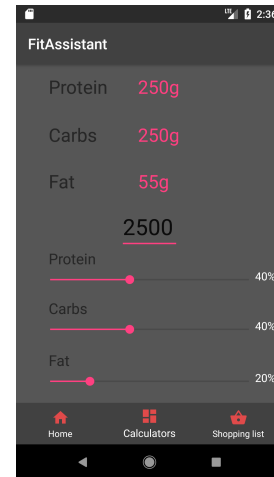 LTE 2:36
FitAssistant
Protein 250g
Carbs 250g
Fat 55g
2500
Protein
40%
Carbs
40%
Fat
20%
Home Calculators Shopping list